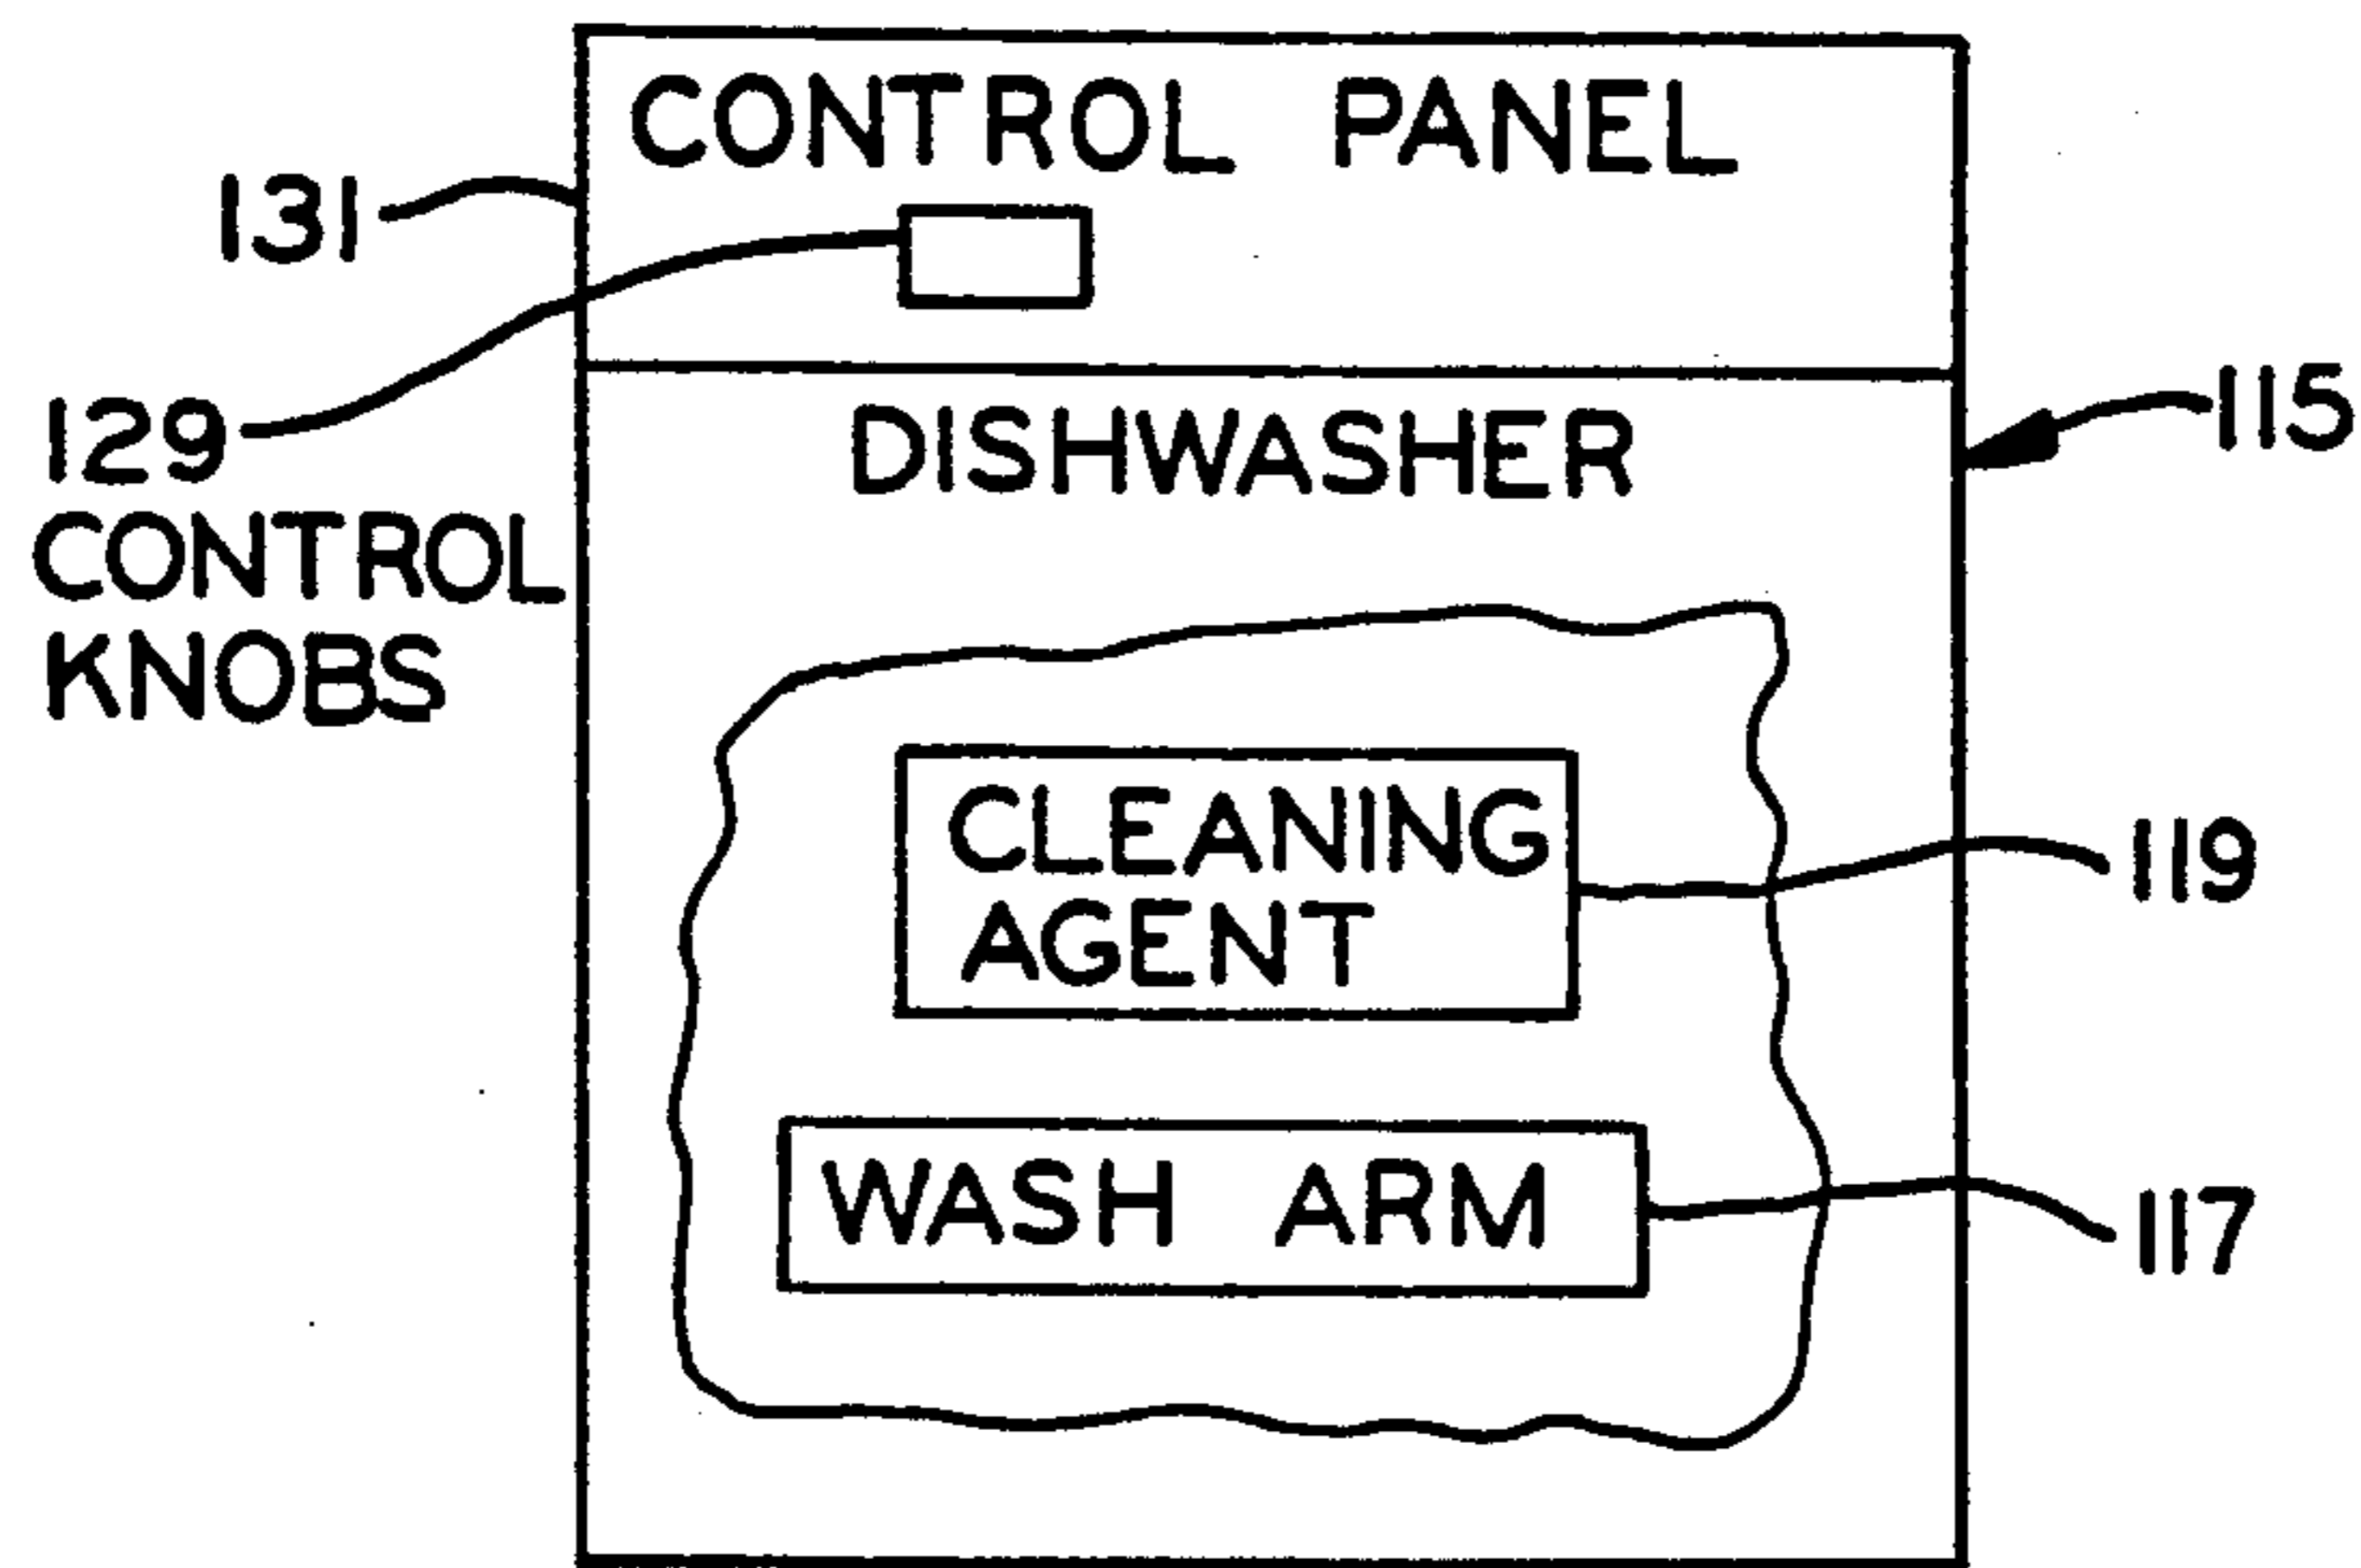 CONTROL PANEL
131
129
CONTROL
KNOBS
DISHWASHER
115
CLEANING
AGENT
119
WASH ARM
117